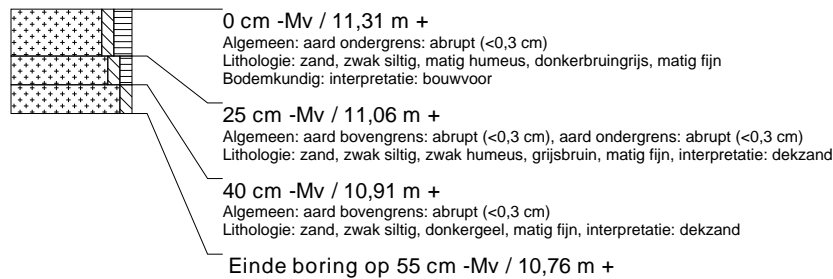 0 cm -Mv / 11,31 m +
Algemeen: aard ondergrens: abrupt (<0,3 cm)
Lithologie: zand, zwak siltig, matig humeus, donkerbruingrijs, matig fijn
Bodemkundig: interpretatie: bouwvoor
25 cm -Mv / 11,06 m +
Algemeen: aard bovengrens: abrupt (<0,3 cm), aard ondergrens: abrupt (<0,3 cm)
Lithologie: zand, zwak siltig, zwak humeus, grijsbruin, matig fijn, interpretatie: dekzand
40 cm -Mv / 10,91 m +
Algemeen: aard bovengrens: abrupt (<0,3 cm)
Lithologie: zand, zwak siltig, donkergeel, matig fijn, interpretatie: dekzand
Einde boring op 55 cm -Mv / 10,76 m +